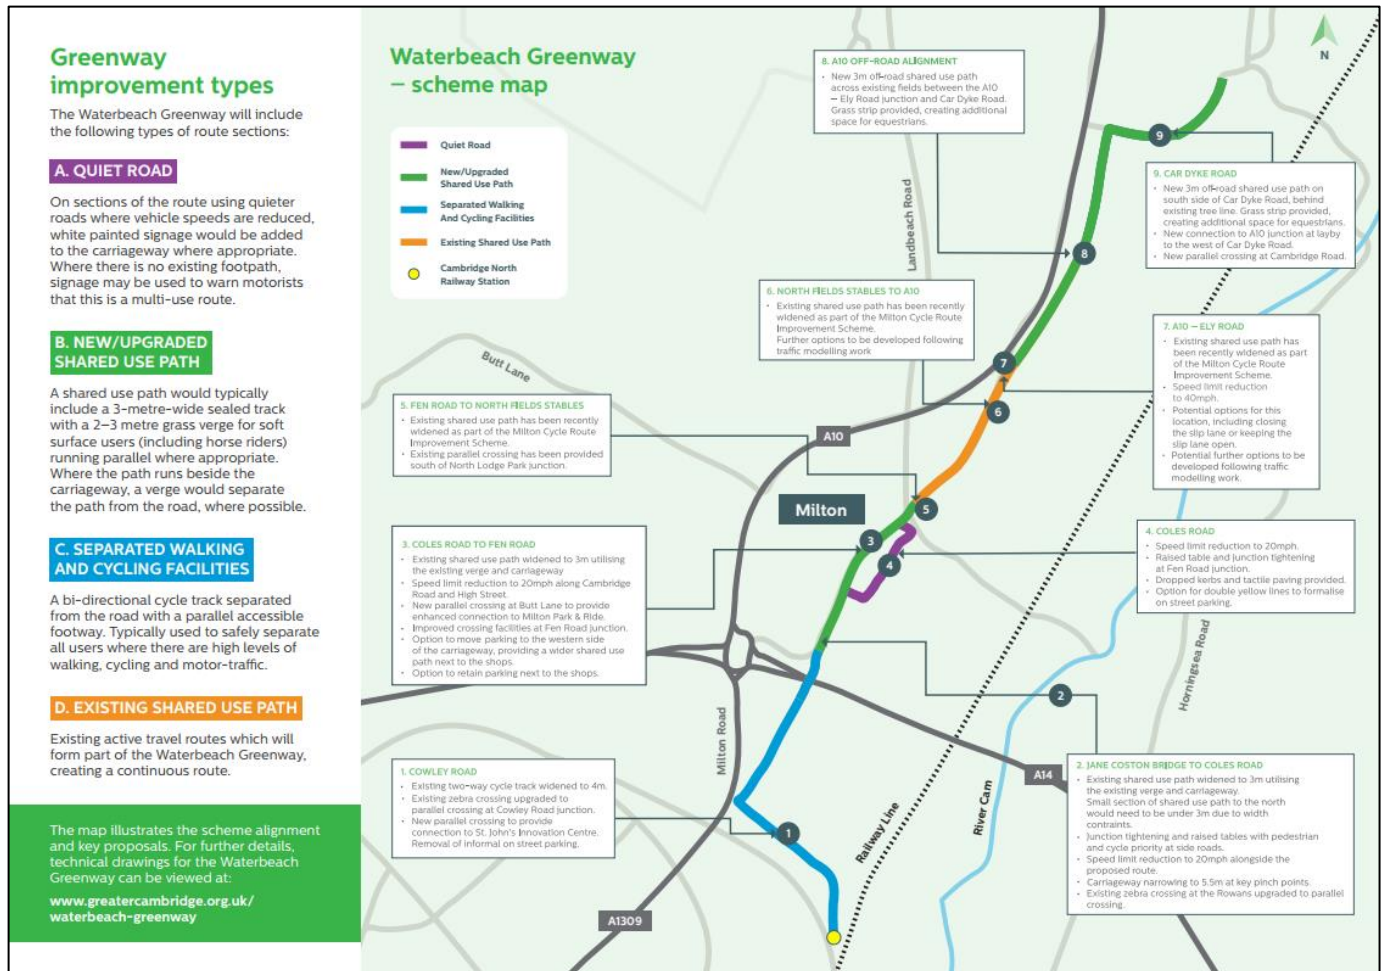 Greenway
improvement types
The Waterbeach Greenway will include
the following types of route sections:
A. QUIET ROAD
On sections of the route using quieter
roads where vehicle speeds are reduced,
white painted signage would be added
to the carriageway where appropriate.
Where there is no existing footpath,
signage may be used to warn motorists
that this is a multi-use route.
B. NEW/UPGRADED
SHARED USE PATH
A shared use path would typically
include a 3-metre-wide sealed track
with a 2–3 metre grass verge for soft
surface users (including horse riders)
running parallel where appropriate.
Where the path runs beside the
carriageway, a verge would separate
the path from the road, where possible.
C. SEPARATED WALKING
AND CYCLING FACILITIES
A bi-directional cycle track separated
from the road with a parallel accessible
footway. Typically used to safely separate
all users where there are high levels of
walking, cycling and motor-traffic.
D. EXISTING SHARED USE PATH
Existing active travel routes which will
form part of the Waterbeach Greenway,
creating a continuous route.
The map illustrates the scheme alignment
and key proposals. For further details,
technical drawings for the Waterbeach
Greenway can be viewed at:
www.greatercambridge.org.uk/
waterbeach-greenway
Waterbeach Greenway
– scheme map
Quiet Road
New/Upgraded
Shared Use Path
Separated Walking
And Cycling Facilities
Existing Shared Use Path
Cambridge North
Railway Station
N
8. A10 OFF-ROAD ALIGNMENT
• New 3m off-road shared use path
across existing fields between the A10
– Ely Road junction and Car Dyke Road.
Grass strip provided, creating additional
space for equestrians.
9
9. CAR DYKE ROAD
• New 3m off-road shared use path on
south side of Car Dyke Road, behind
existing tree line. Grass strip provided,
creating additional space for equestrians.
• New connection to A10 junction at layby
to the west of Car Dyke Road.
• New parallel crossing at Cambridge Road.
Landbeach Road
8
6. NORTH FIELDS STABLES TO A10
• Existing shared use path has been recently
widened as part of the Milton Cycle Route
Improvement Scheme.
Further options to be developed following
traffic modelling work
7. A10 – ELY ROAD
• Existing shared use path has
been recently widened as part
of the Milton Cycle Route
Improvement Scheme.
• Speed limit reduction
to 40mph.
• Potential options for this
location, including closing
the slip lane or keeping the
slip lane open.
• Potential further options to be
developed following traffic
modelling work.
Butt Lane
7
6
5. FEN ROAD TO NORTH FIELDS STABLES
• Existing shared use path has been recently
widened as part of the Milton Cycle Route
Improvement Scheme.
• Existing parallel crossing has been provided
south of North Lodge Park junction.
A10
Milton
5
3
4
3. COLES ROAD TO FEN ROAD
• Existing shared use path widened to 3m utilising
the existing verge and carriageway
• Speed limit reduction to 20mph along Cambridge
Road and High Street.
• New parallel crossing at Butt Lane to provide
enhanced connection to Milton Park & Ride.
• Improved crossing facilities at Fen Road junction.
• Option to move parking to the western side
of the carriageway, providing a wider shared use
path next to the shops.
• Option to retain parking next to the shops.
4. COLES ROAD
• Speed limit reduction to 20mph.
• Raised table and junction tightening
at Fen Road junction.
• Dropped kerbs and tactile paving provided.
• Option for double yellow lines to formalise
on street parking.
Horningsea Road
2
Milton Road
1. COWLEY ROAD
• Existing two-way cycle track widened to 4m.
• Existing zebra crossing upgraded to
parallel crossing at Cowley Road junction.
• New parallel crossing to provide
connection to St. John's Innovation Centre.
Removal of informal on street parking.
1
Railway Line
River Cam
A14
2. JANE COSTON BRIDGE TO COLES ROAD
• Existing shared use path widened to 3m utilising
the existing verge and carriageway.
Small section of shared use path to the north
would need to be under 3m due to width
contraints.
• Junction tightening and raised tables with pedestrian
and cycle priority at side roads.
• Speed limit reduction to 20mph alongside the
proposed route.
• Carriageway narrowing to 5.5m at key pinch points.
• Existing zebra crossing at the Rowans upgraded to parallel
crossing.
A1309